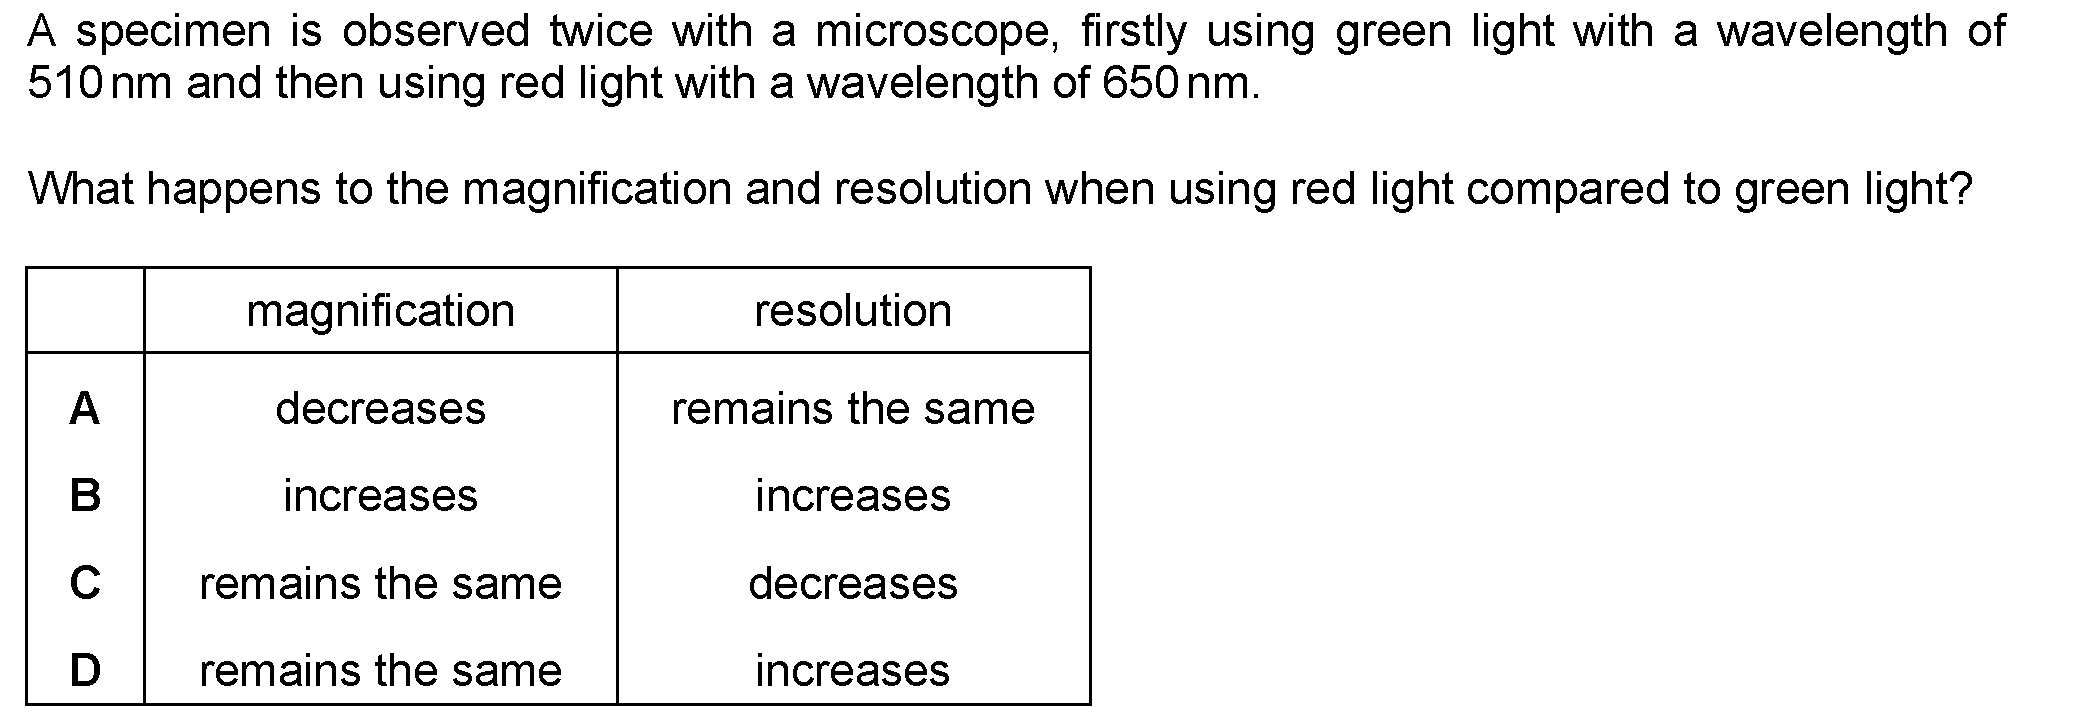 A specimen is observed twice with a microscope, firstly using green light with a wavelength of
510 nm and then using red light with a wavelength of 650 nm.
What happens to the magnification and resolution when using red light compared to green light?
magnification resolution
A decreases remains the same
B increases increases
C remains the same decreases
D remains the same increases